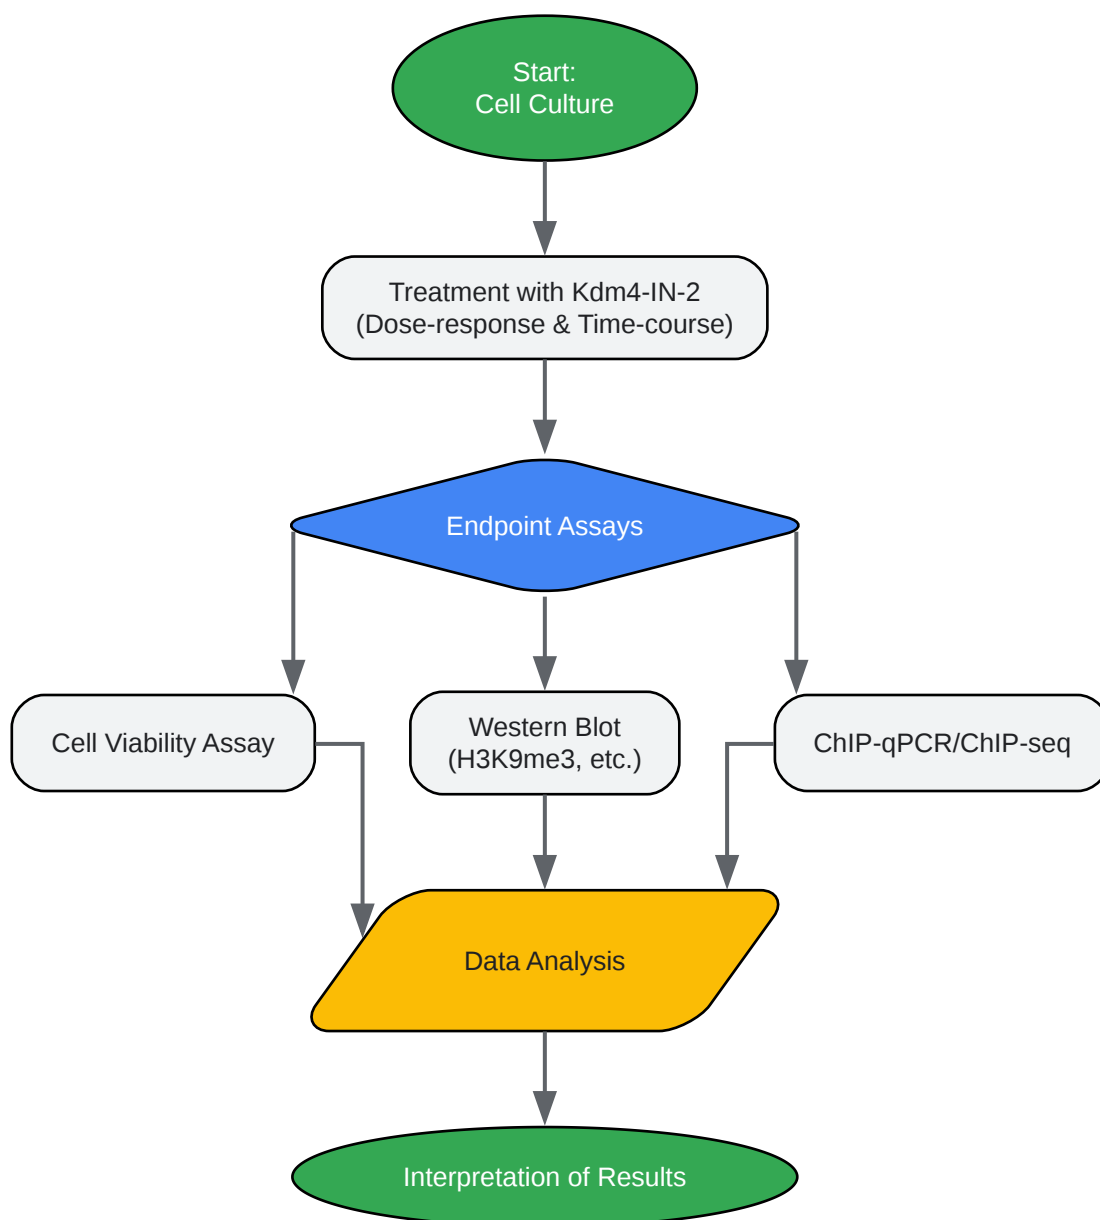 Start:
Cell Culture
Treatment with Kdm4-IN-2
(Dose-response & Time-course)
Endpoint Assays
Cell Viability Assay
Western Blot
(H3K9me3, etc.)
ChIP-qPCR/ChIP-seq
Data Analysis
Interpretation of Results